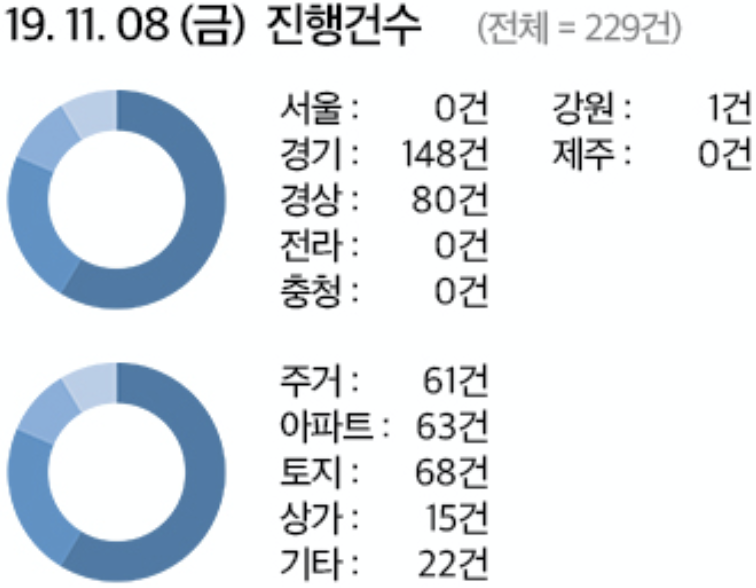 19. 11. 08 (금) 진행건수 (전체 = 229건)
서울 : 0건 강원 : 1건
경기 : 148건 제주 : 0건
경상 : 80건
전라 : 0건
충청 : 0건
주거 : 61건
아파트 : 63건
토지 : 68건
상가 : 15건
기타 : 22건